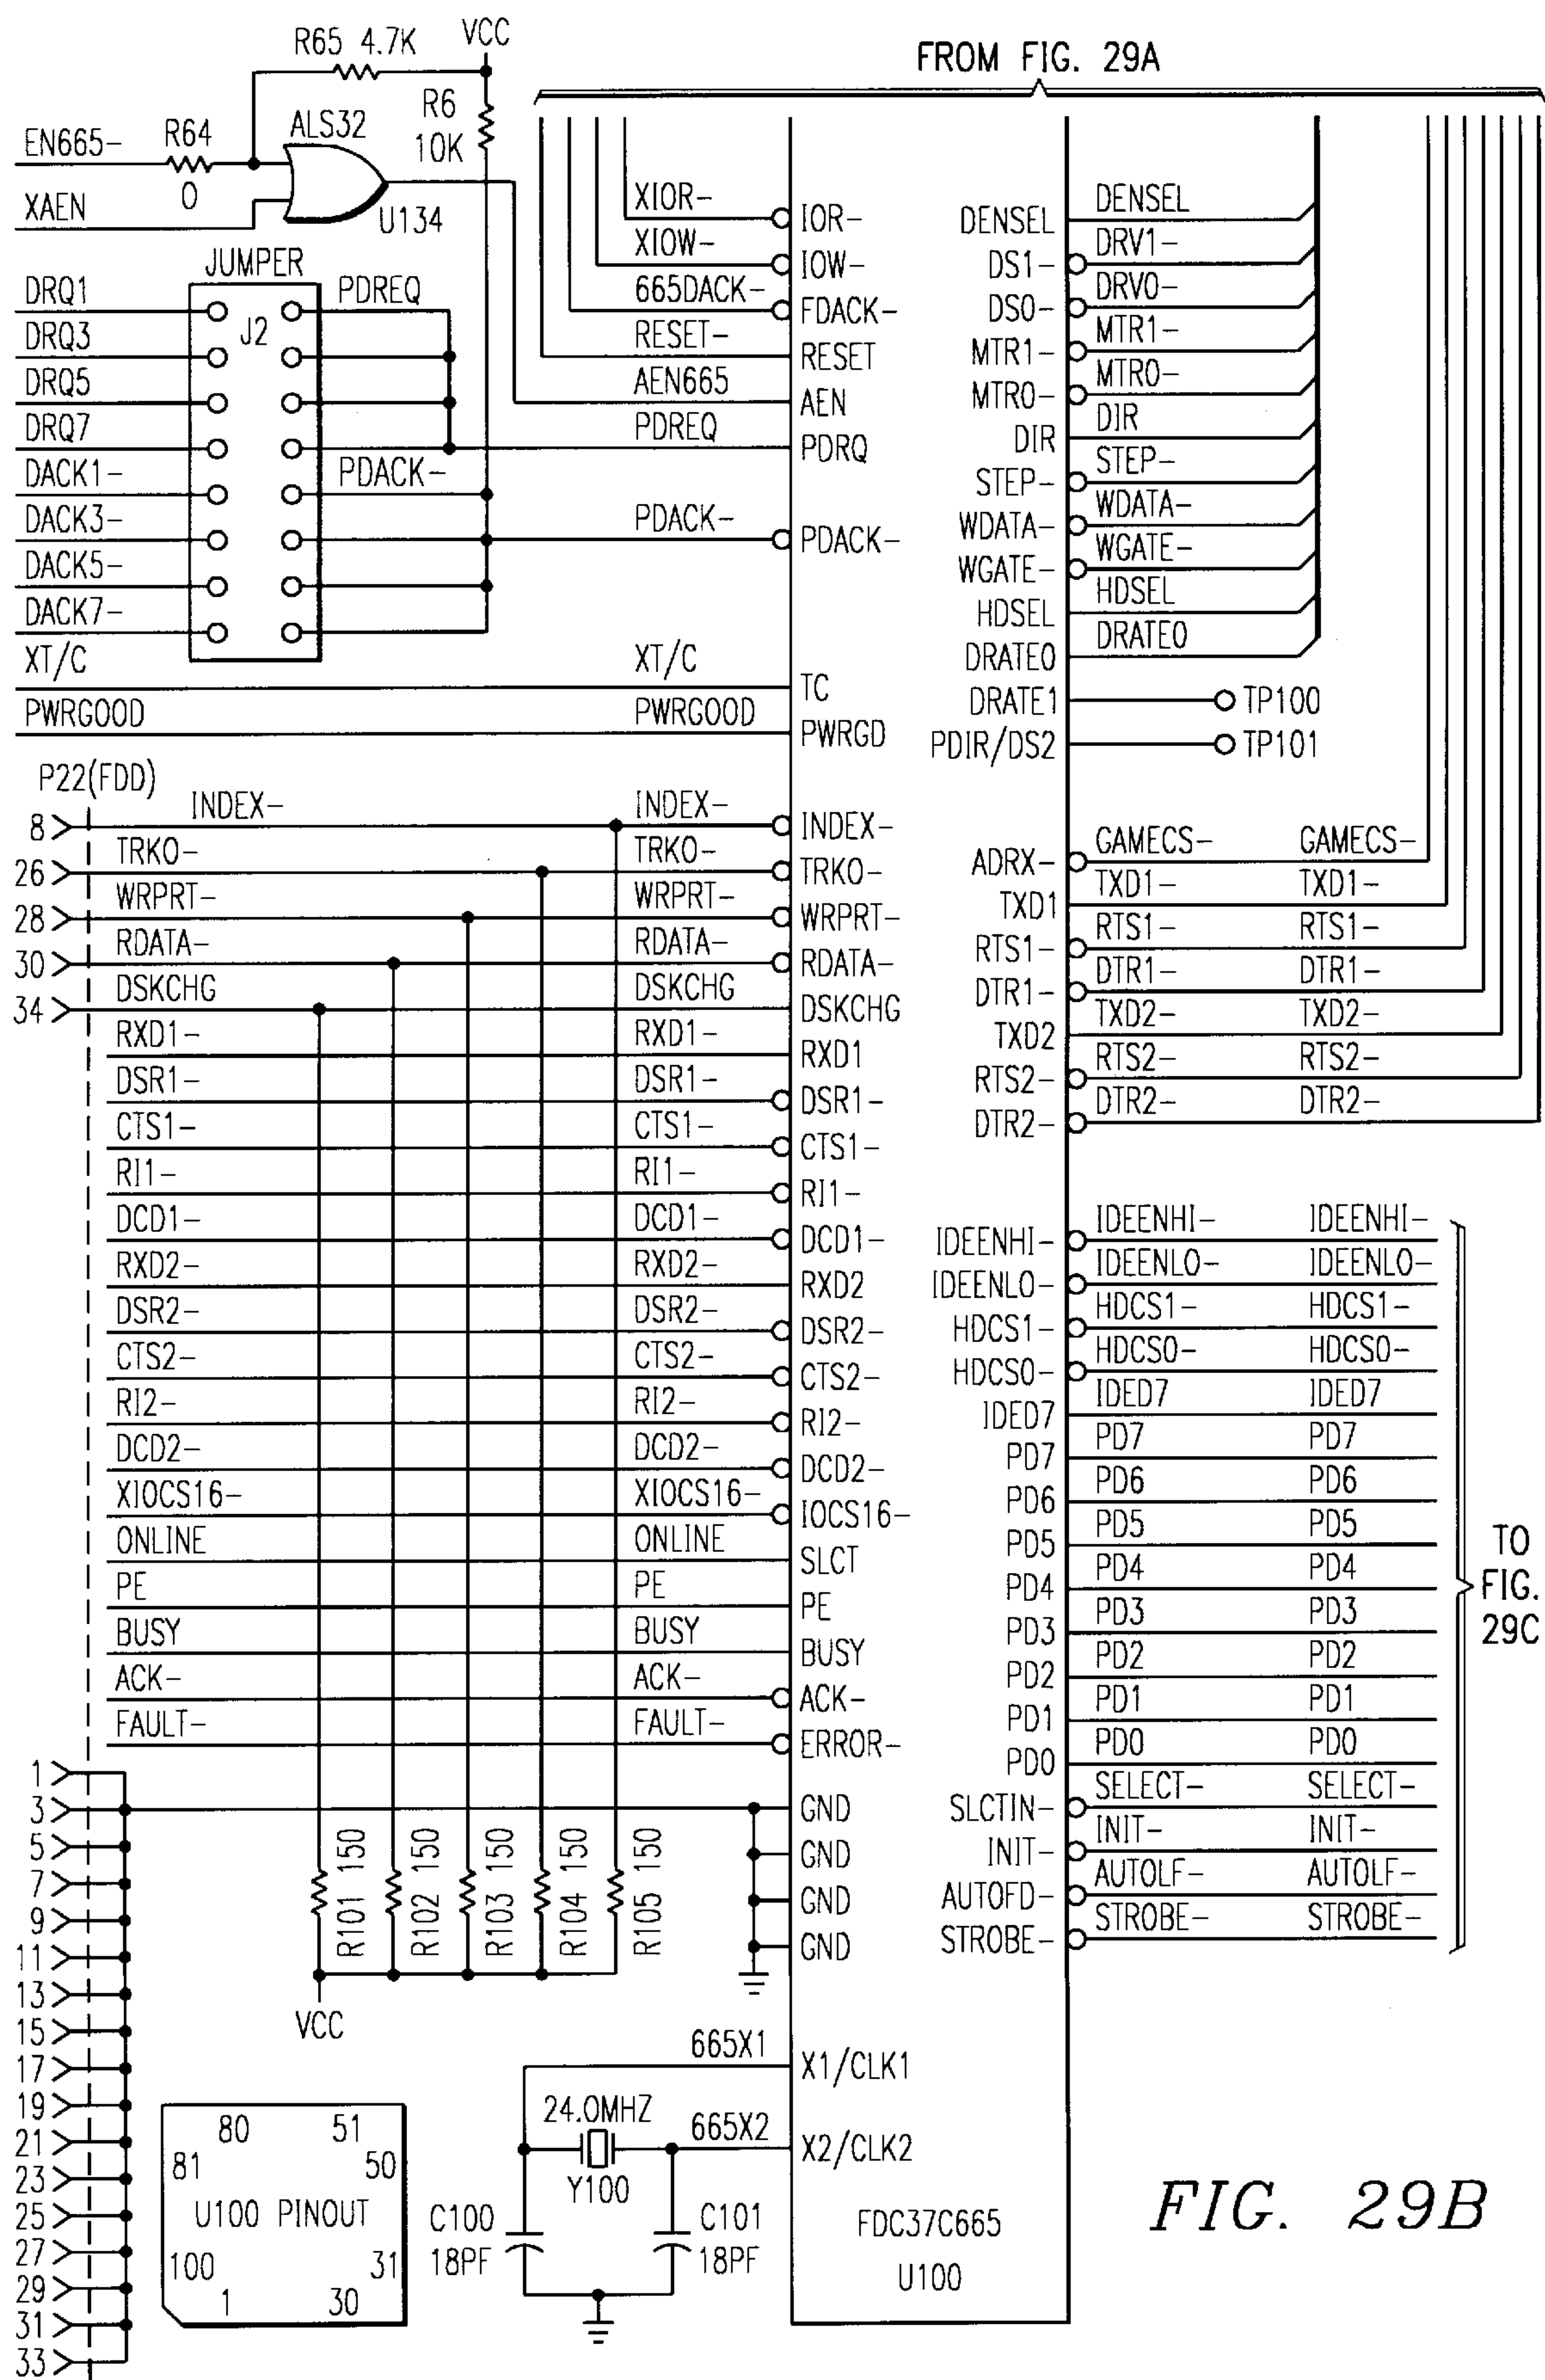 R65 4.7K
VCC
FROM FIG. 29A
R6
10K
EN665-
R64
0
ALS32
XAEN
U134
JUMPER
J2
DRQ1
PDREQ
DRQ3
DRQ5
DRQ7
DACK1-
PDACK-
DACK3-
DACK5-
DACK7-
XT/C
PWRGOOD
XIOR-
IOR-
XIOW-
IOW-
665DACK-
FDACK-
RESET-
RESET
AEN665
AEN
PDREQ
PDRQ
PDACK-
PDACK-
XT/C
TC
PWRGOOD
PWRGD
DENSEL
DENSEL
DS1-
DRV1-
DS0-
DRV0-
MTR1-
MTR1-
MTR0-
MTR0-
DIR
DIR
STEP-
STEP-
WDATA-
WDATA-
WGATE-
WGATE-
HDSEL
HDSEL
DRATE0
DRATE0
DRATE1
TP100
PDIR/DS2
TP101
P22(FDD)
8
INDEX-
INDEX-
INDEX-
26
TRK0-
TRK0-
TRK0-
28
WRPRT-
WRPRT-
WRPRT-
30
RDATA-
RDATA-
RDATA-
34
DSKCHG
DSKCHG
DSKCHG
RXD1-
RXD1-
RXD1
DSR1-
DSR1-
DSR1-
CTS1-
CTS1-
CTS1-
RI1-
RI1-
RI1-
DCD1-
DCD1-
DCD1-
RXD2-
RXD2-
RXD2
DSR2-
DSR2-
DSR2-
CTS2-
CTS2-
CTS2-
RI2-
RI2-
RI2-
DCD2-
DCD2-
DCD2-
XIOCS16-
XIOCS16-
IOCS16-
ONLINE
ONLINE
SLCT
PE
PE
PE
BUSY
BUSY
BUSY
ACK-
ACK-
ACK-
FAULT-
FAULT-
ERROR-
GND
GND
GND
GND
ADRX-
GAMECS-
GAMECS-
TXD1
TXD1-
TXD1-
RTS1-
RTS1-
RTS1-
DTR1-
DTR1-
DTR1-
TXD2
TXD2-
TXD2-
RTS2-
RTS2-
RTS2-
DTR2-
DTR2-
DTR2-
IDEENHI-
IDEENHI-
IDEENHI-
IDEENLO-
IDEENLO-
IDEENLO-
HDCS1-
HDCS1-
HDCS1-
HDCS0-
HDCS0-
HDCS0-
IDED7
IDED7
IDED7
PD7
PD7
PD7
PD6
PD6
PD6
PD5
PD5
PD5
PD4
PD4
PD4
PD3
PD3
PD3
PD2
PD2
PD2
PD1
PD1
PD1
PD0
PD0
PD0
SLCTIN-
SELECT-
SELECT-
INIT-
INIT-
INIT-
AUTOFD-
AUTOLF-
AUTOLF-
STROBE-
STROBE-
STROBE-
TO
FIG.
29C
1
3
5
7
9
11
13
15
17
19
21
23
25
27
29
31
33
R101 150
R102 150
R103 150
R104 150
R105 150
VCC
665X1
X1/CLK1
24.0MHZ
665X2
X2/CLK2
Y100
C100
18PF
C101
18PF
80 51
81 50
U100 PINOUT
100 31
1 30
FDC37C665
U100
FIG. 29B